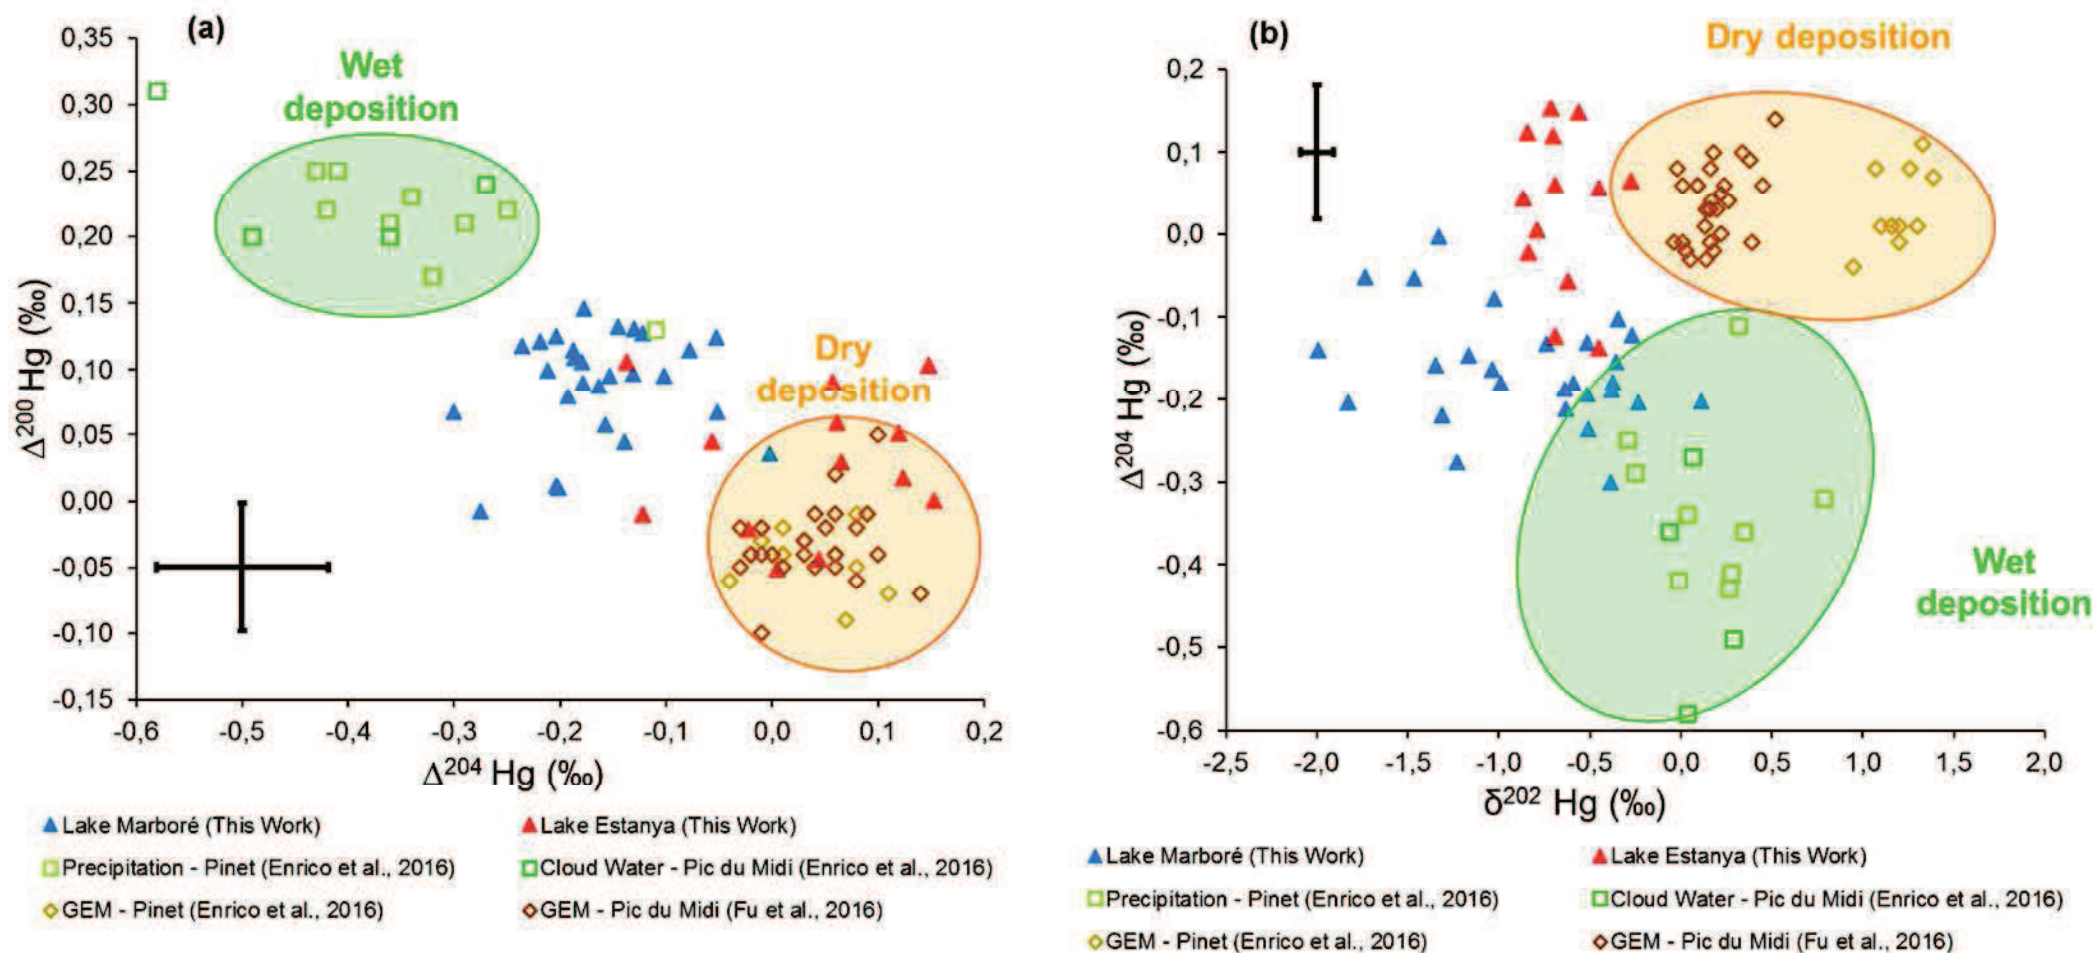 (a)
Wet
deposition
Dry
deposition
Δ²⁰⁰ Hg (‰)
0,35
0,30
0,25
0,20
0,15
0,10
0,05
0,00
-0,05
-0,10
-0,15
-0,6 -0,5 -0,4 -0,3 -0,2 -0,1 0,0 0,1 0,2
Δ²⁰⁴ Hg (‰)
Lake Marboré (This Work) Lake Estanya (This Work)
Precipitation - Pinet (Enrico et al., 2016) Cloud Water - Pic du Midi (Enrico et al., 2016)
GEM - Pinet (Enrico et al., 2016) GEM - Pic du Midi (Fu et al., 2016)
(b)
Dry deposition
Wet
deposition
Δ²⁰⁴ Hg (‰)
0,2
0,1
0,0
-0,1
-0,2
-0,3
-0,4
-0,5
-0,6
-2,5 -2,0 -1,5 -1,0 -0,5 0,0 0,5 1,0 1,5 2,0
δ²⁰² Hg (‰)
Lake Marboré (This Work) Lake Estanya (This Work)
Precipitation - Pinet (Enrico et al., 2016) Cloud Water - Pic du Midi (Enrico et al., 2016)
GEM - Pinet (Enrico et al., 2016) GEM - Pic du Midi (Fu et al., 2016)